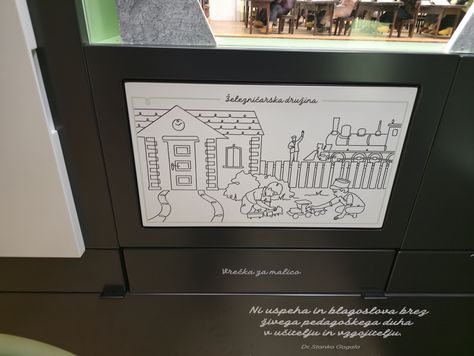 Železničarska družina
Vrečka za malico.
Ni uspeha in blagoslova brez
živega pedagoškega duha
v učitelju in vzgojitelju.
Dr. Stanko Gogala